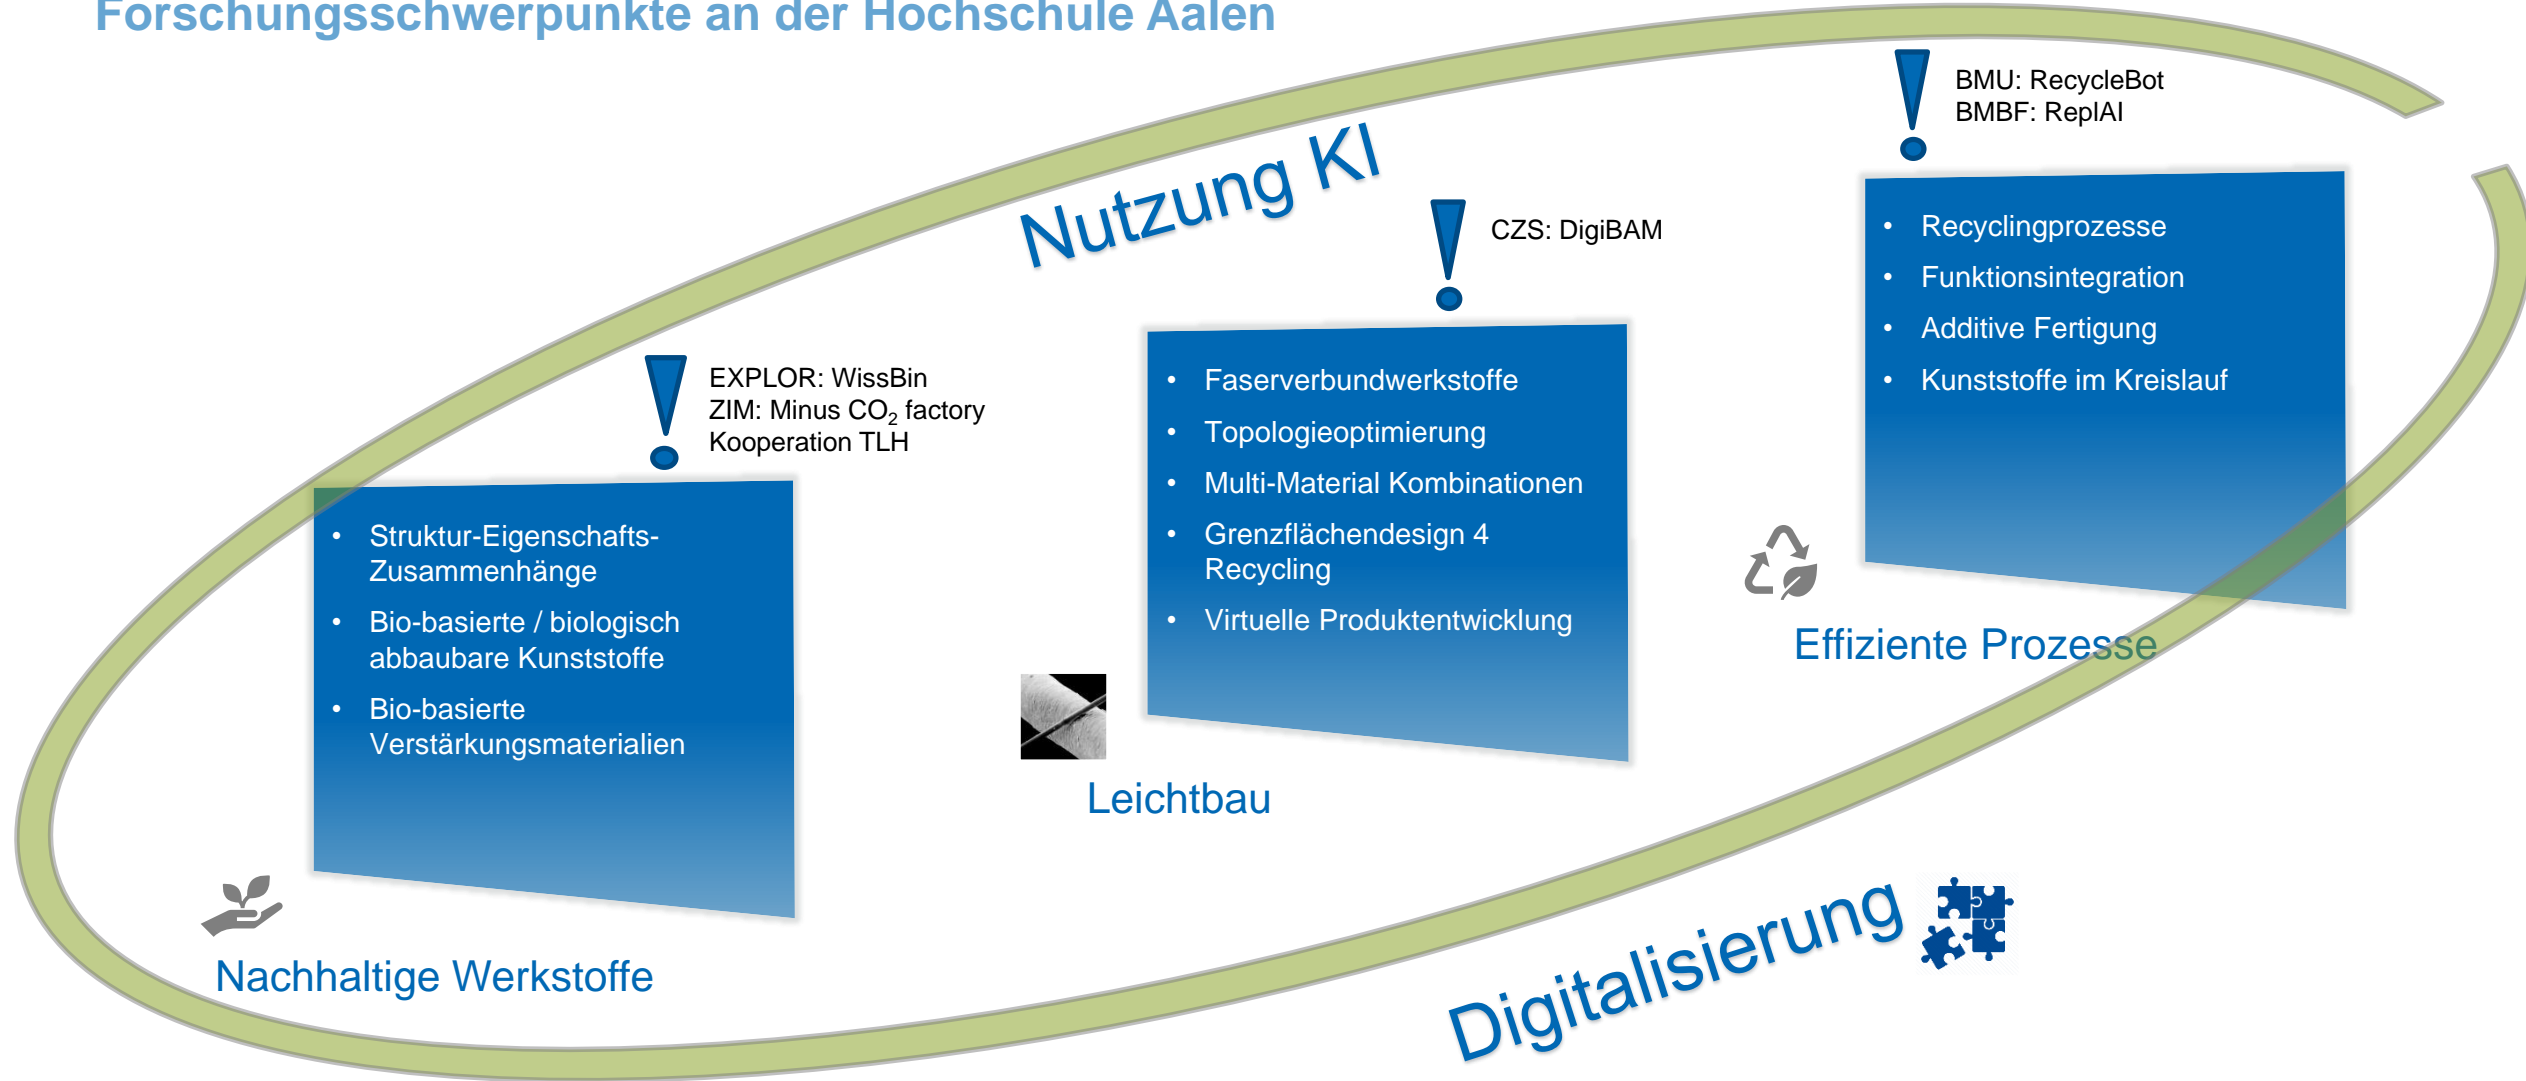 Forschungsschwerpunkte an der Hochschule Aalen
Nutzung KI
BMU: RecycleBot
BMBF: ReplAI
• Recyclingprozesse
• Funktionsintegration
• Additive Fertigung
• Kunststoffe im Kreislauf
Effiziente Prozesse
CZS: DigiBAM
• Faserverbundwerkstoffe
• Topologieoptimierung
• Multi-Material Kombinationen
• Grenzflächendesign 4
Recycling
• Virtuelle Produktentwicklung
Leichtbau
EXPLOR: WissBin
ZIM: Minus CO₂ factory
Kooperation TLH
• Struktur-Eigenschafts-
Zusammenhänge
• Bio-basierte / biologisch
abbaubare Kunststoffe
• Bio-basierte
Verstärkungsmaterialien
Nachhaltige Werkstoffe
Digitalisierung